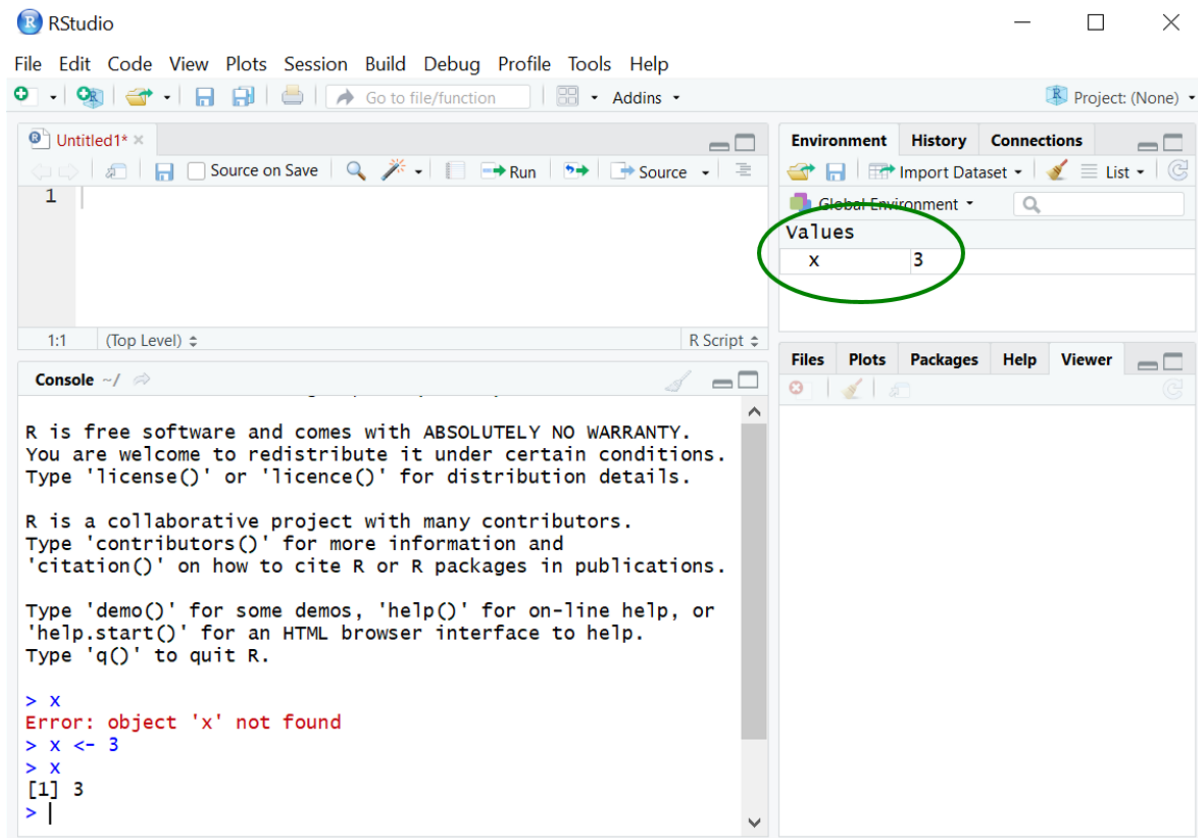 RStudio
File Edit Code View Plots Session Build Debug Profile Tools Help
Go to file/function Addins Project: (None)
Untitled1*
Source on Save Run Source
1
1:1 (Top Level) R Script
Console ~/
R is free software and comes with ABSOLUTELY NO WARRANTY.
You are welcome to redistribute it under certain conditions.
Type 'license()' or 'licence()' for distribution details.
R is a collaborative project with many contributors.
Type 'contributors()' for more information and
'citation()' on how to cite R or R packages in publications.
Type 'demo()' for some demos, 'help()' for on-line help, or
'help.start()' for an HTML browser interface to help.
Type 'q()' to quit R.
> x
Error: object 'x' not found
> x <- 3
> x
[1] 3
>
Environment History Connections
Import Dataset List
Global Environment
Values
x 3
Files Plots Packages Help Viewer